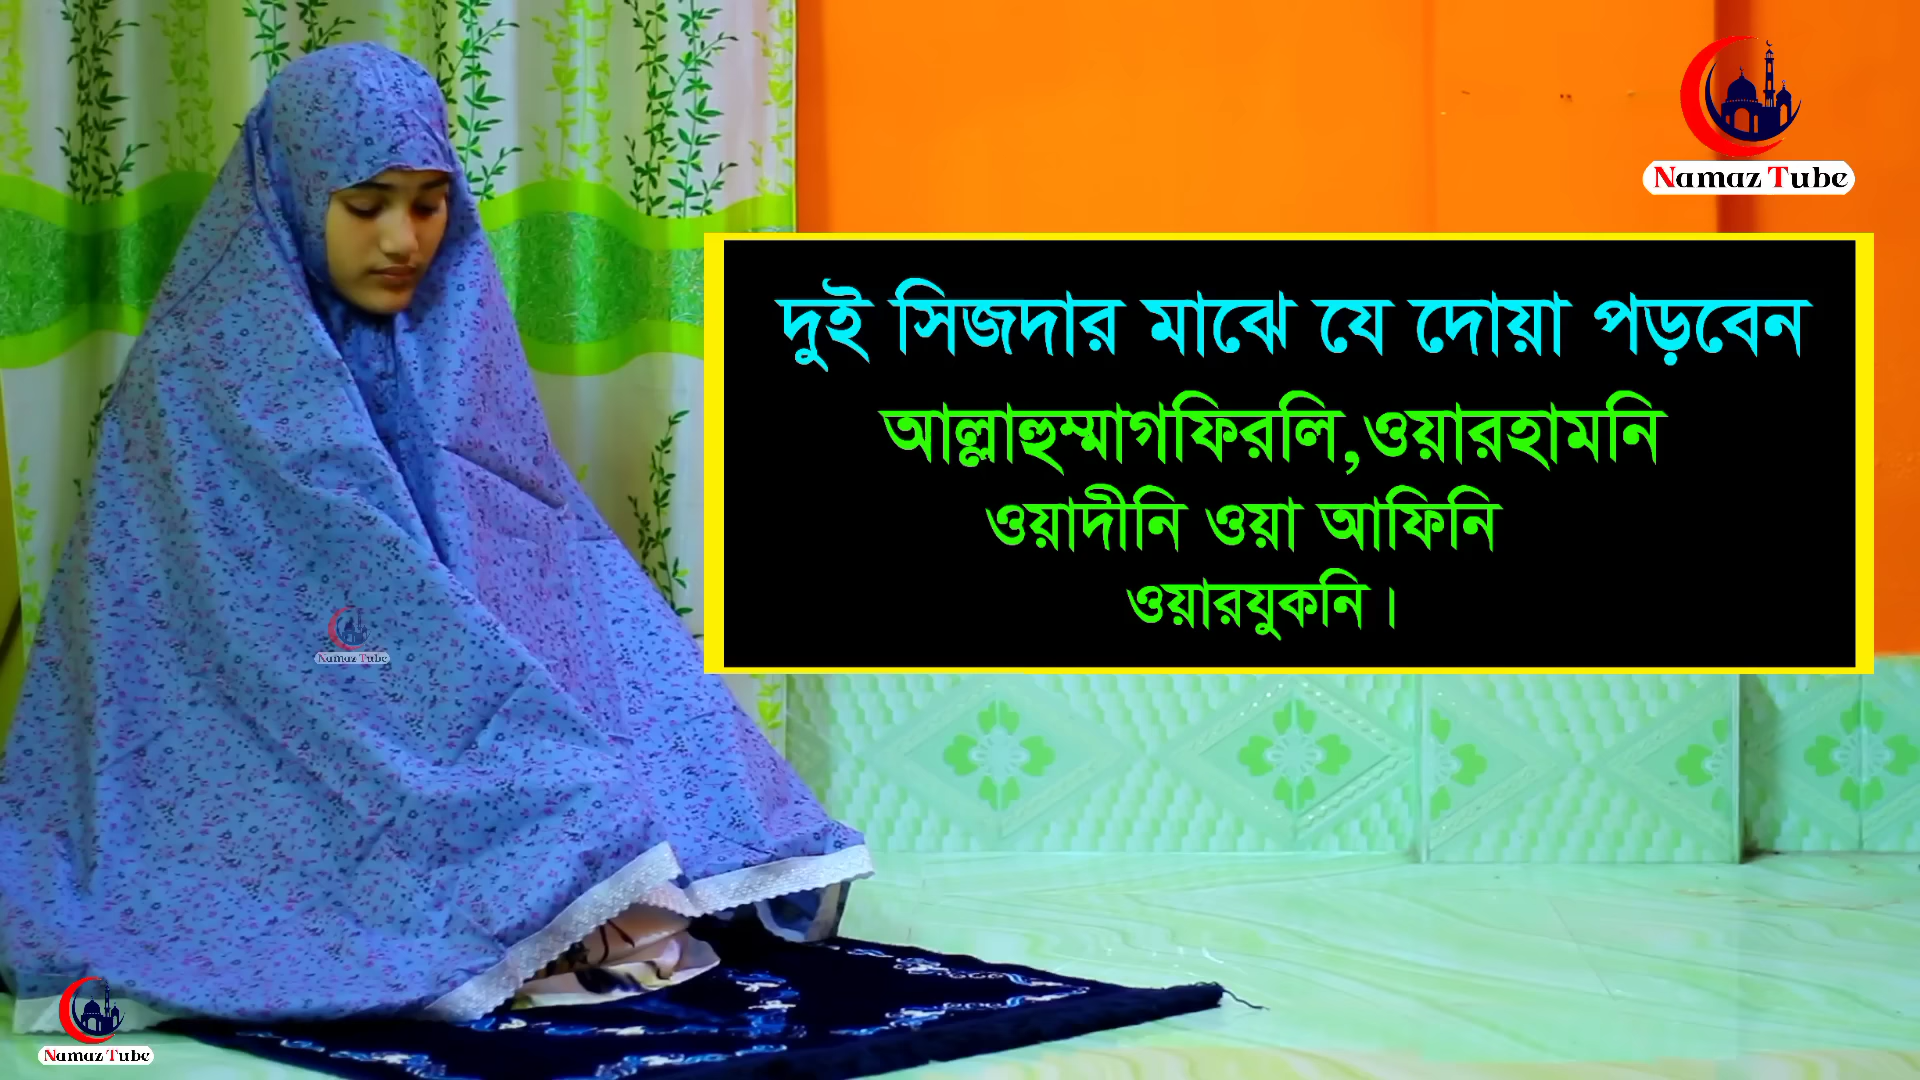 Namaz Tube
দুই সিজদার মাঝে যে দোয়া পড়বেন
আল্লাহুম্মাগফিরলি,ওয়ারহামনি
ওয়াদীনি ওয়া আফিনি
ওয়ারযুকনি।
Namaz Tube
Namaz Tube